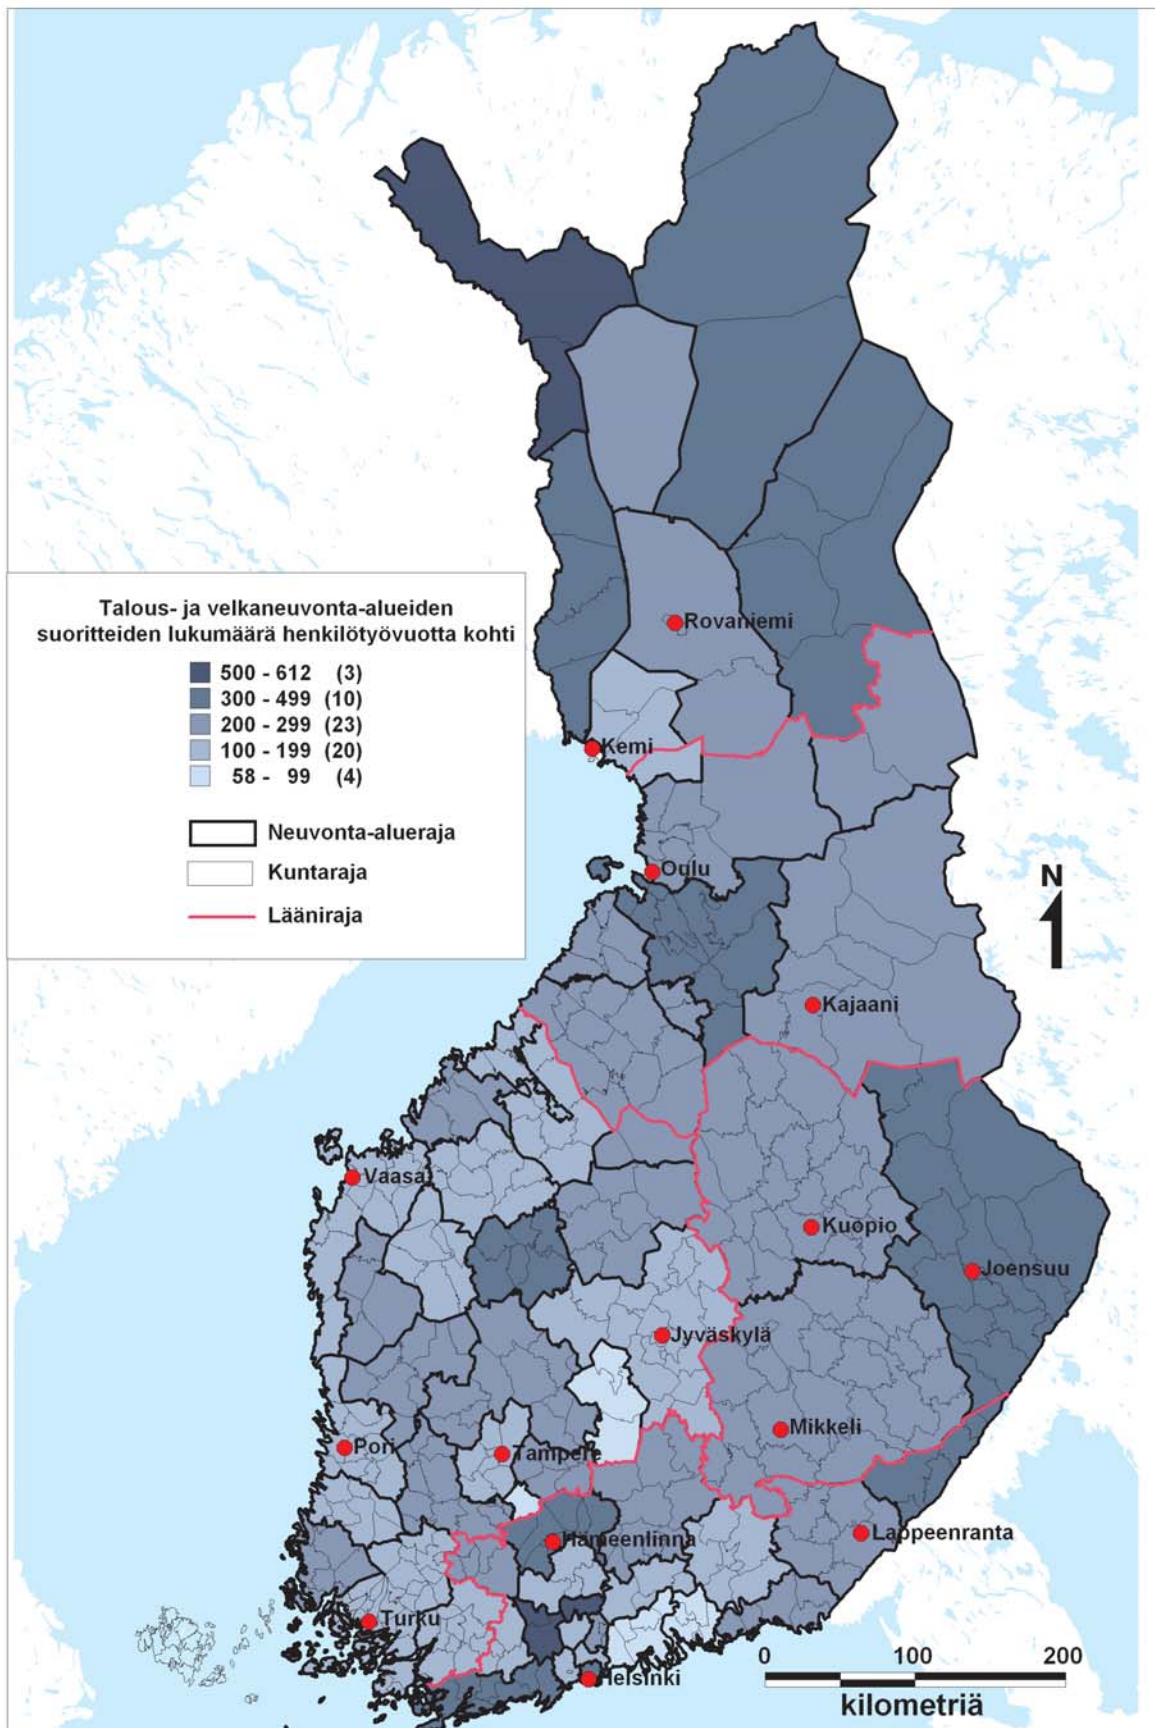 Talous- ja velkaneuvonta-alueiden
suoritteiden lukumäärä henkilötyövuotta kohti
500 - 612 (3)
300 - 499 (10)
200 - 299 (23)
100 - 199 (20)
58 - 99 (4)
Neuvonta-alueraja
Kuntaraja
Lääniraja
Rovaniemi
Kemi
Oulu
N
Kajaani
Vaasa
Kuopio
Joensuu
Jyväskylä
Mikkeli
Pori
Tampere
Lappeenranta
Hämeenlinna
Turku
Helsinki
0 100 200
kilometriä